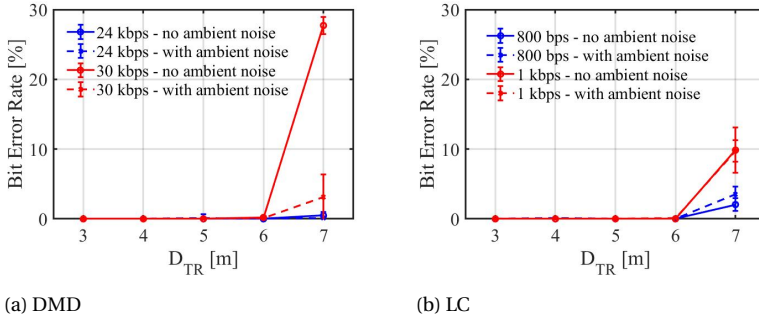 30
20
10
0
Bit Error Rate [%]
24 kbps - no ambient noise
24 kbps - with ambient noise
30 kbps - no ambient noise
30 kbps - with ambient noise
3 4 5 6 7
D_TR [m]
(a) DMD
30
20
10
0
Bit Error Rate [%]
800 bps - no ambient noise
800 bps - with ambient noise
1 kbps - no ambient noise
1 kbps - with ambient noise
3 4 5 6 7
D_TR [m]
(b) LC